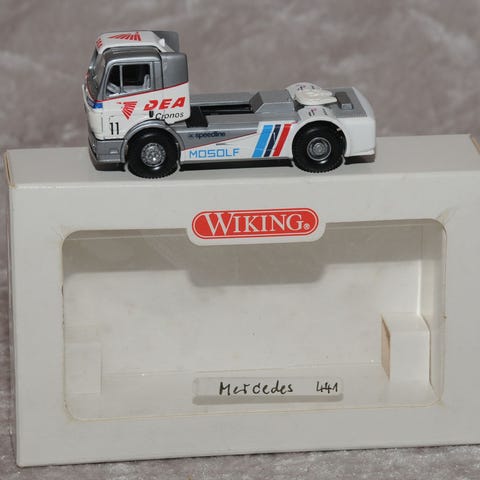 DEA
Cronos
11
speedline
MOSOLF
WIKING®
Mercedes 441